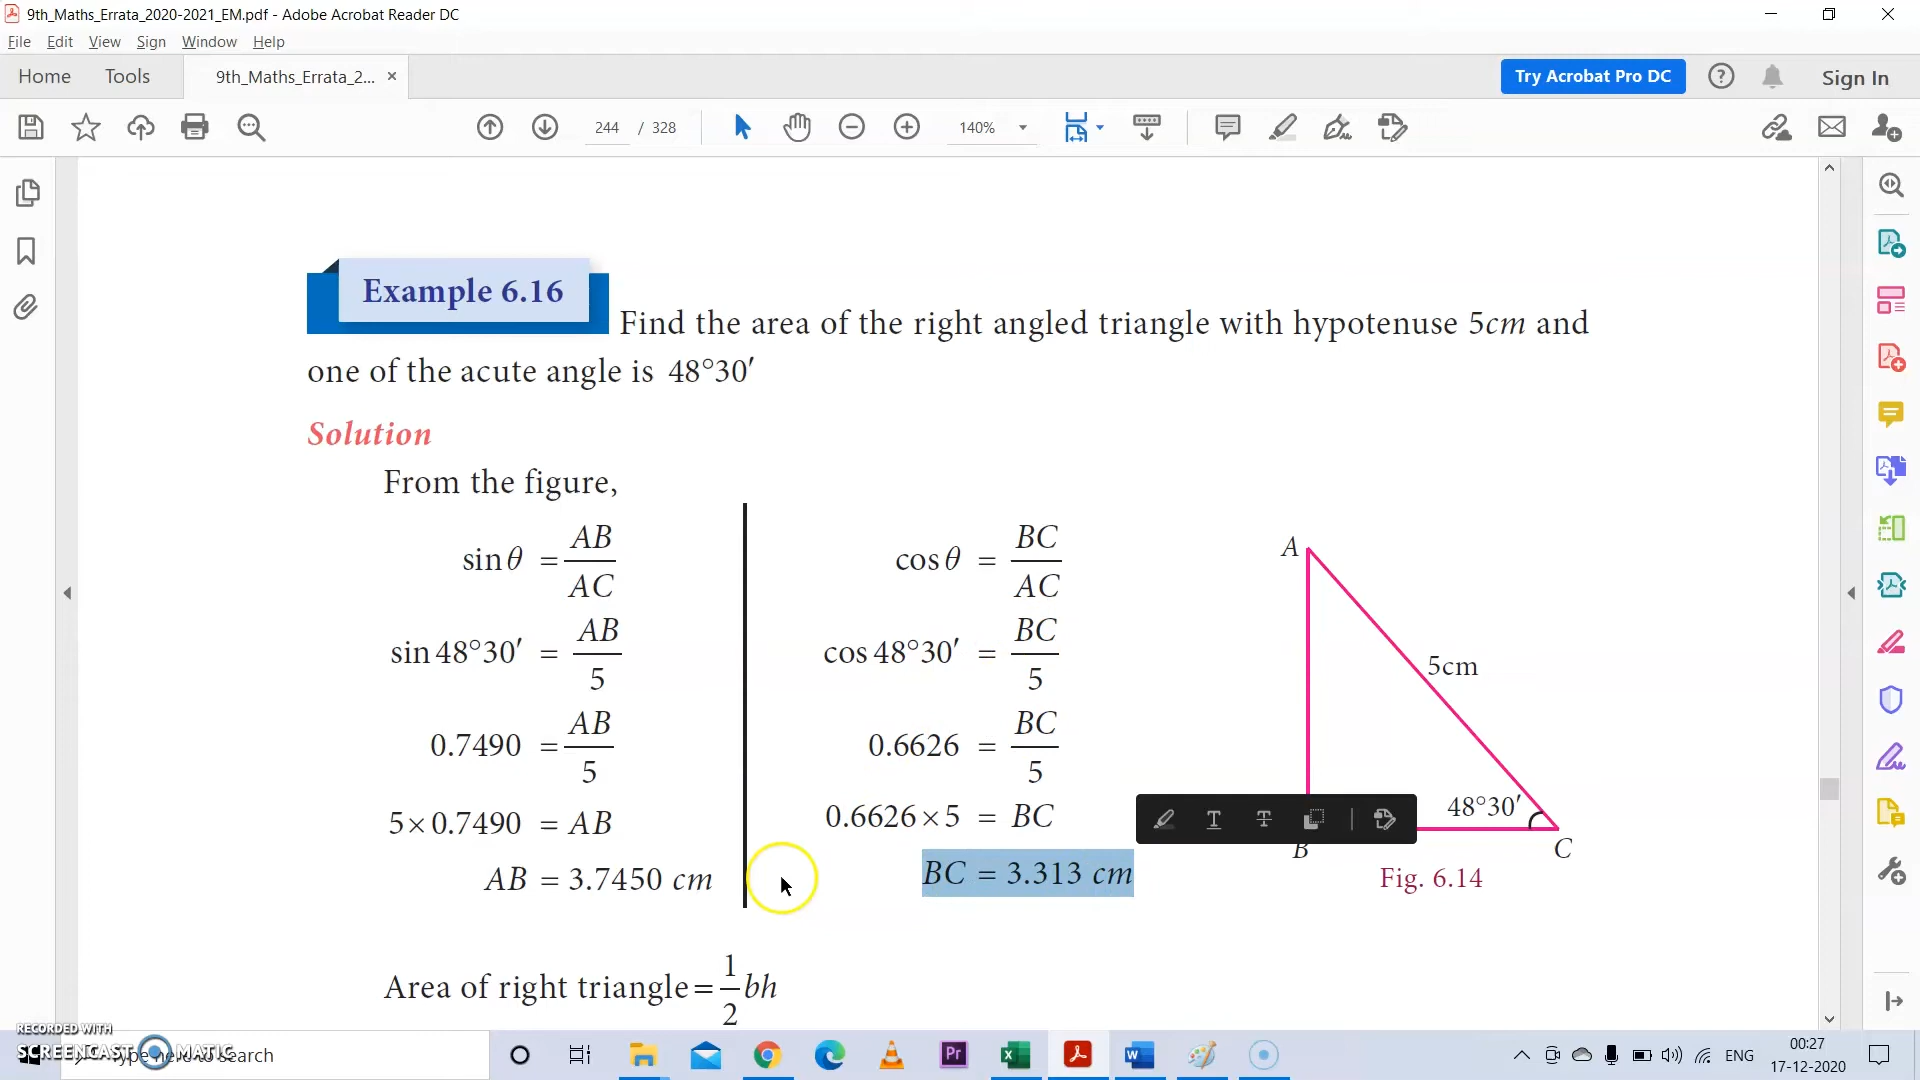 9th_Maths_Errata_2020-2021_EM.pdf - Adobe Acrobat Reader DC
File Edit View Sign Window Help
Home Tools 9th_Maths_Errata_2... × Try Acrobat Pro DC Sign In
244 / 328 140%
Example 6.16 Find the area of the right angled triangle with hypotenuse 5cm and
one of the acute angle is 48°30′
Solution
From the figure,
sin θ = AB/AC
sin 48°30′ = AB/5
0.7490 = AB/5
5×0.7490 = AB
AB = 3.7450 cm
cos θ = BC/AC
cos 48°30′ = BC/5
0.6626 = BC/5
0.6626×5 = BC
BC = 3.313 cm
A
5cm
48°30′
B C
Fig. 6.14
Area of right triangle = 1/2 bh
RECORDED WITH
SCREENCAST MATIC
Type here to search
Pr
ENG
00:27
17-12-2020